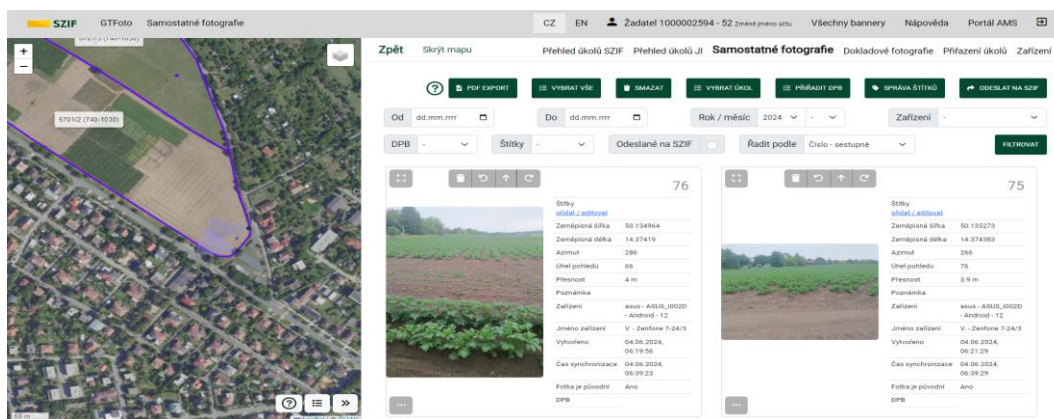 SZIF GTFoto Samostatné fotografie CZ EN Žadatel 1000002594 - 52 Změnit jméno účtu Všechny bannery Nápověda Portál AMS
Zpět Skrýt mapu Přehled úkolů SZIF Přehled úkolů JI Samostatné fotografie Dokladové fotografie Přiřazení úkolů Zařízení
+
−
5701/2 (740-1030)
50 m
? PDF EXPORT VYBRAT VŠE SMAZAT VYBRAT ÚKOL PŘIŘADIT DPB SPRÁVA ŠTÍTKŮ ODESLAT NA SZIF
Od dd.mm.rrrr Do dd.mm.rrrr Rok / měsíc 2024 - Zařízení -
DPB - Štítky - Odeslané na SZIF Řadit podle Číslo - sestupné FILTROVAT
76
Štítky
přidat / editovat
Zeměpisná šířka 50.134964
Zeměpisná délka 14.37419
Azimut 286
Úhel pohledu 66
Přesnost 4 m
Poznámka
Zařízení asus - ASUS_I002D
- Android - 12
Jméno zařízení V. - Zenfone 7-24/3
Vytvořeno 04.06.2024,
06:19:56
Čas synchronizace 04.06.2024,
06:39:23
Fotka je původní Ano
DPB
75
Štítky
přidat / editovat
Zeměpisná šířka 50.135273
Zeměpisná délka 14.374383
Azimut 266
Úhel pohledu 76
Přesnost 3.9 m
Poznámka
Zařízení asus - ASUS_I002D
- Android - 12
Jméno zařízení V. - Zenfone 7-24/3
Vytvořeno 04.06.2024,
06:21:29
Čas synchronizace 04.06.2024,
06:39:29
Fotka je původní Ano
DPB